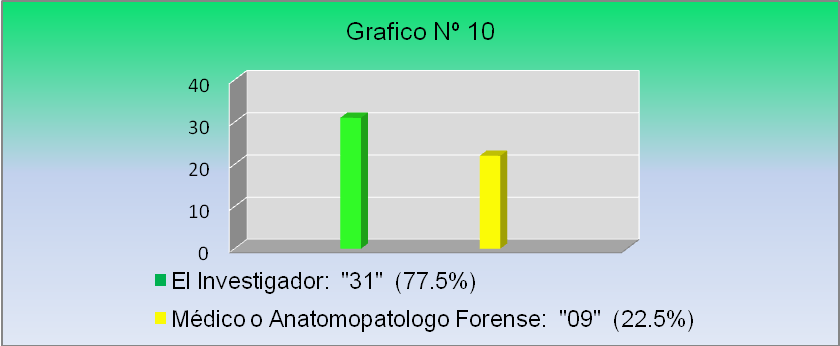 Grafico Nº 10
40
30
20
10
0
El Investigador: "31" (77.5%)
Médico o Anatomopatologo Forense: "09" (22.5%)